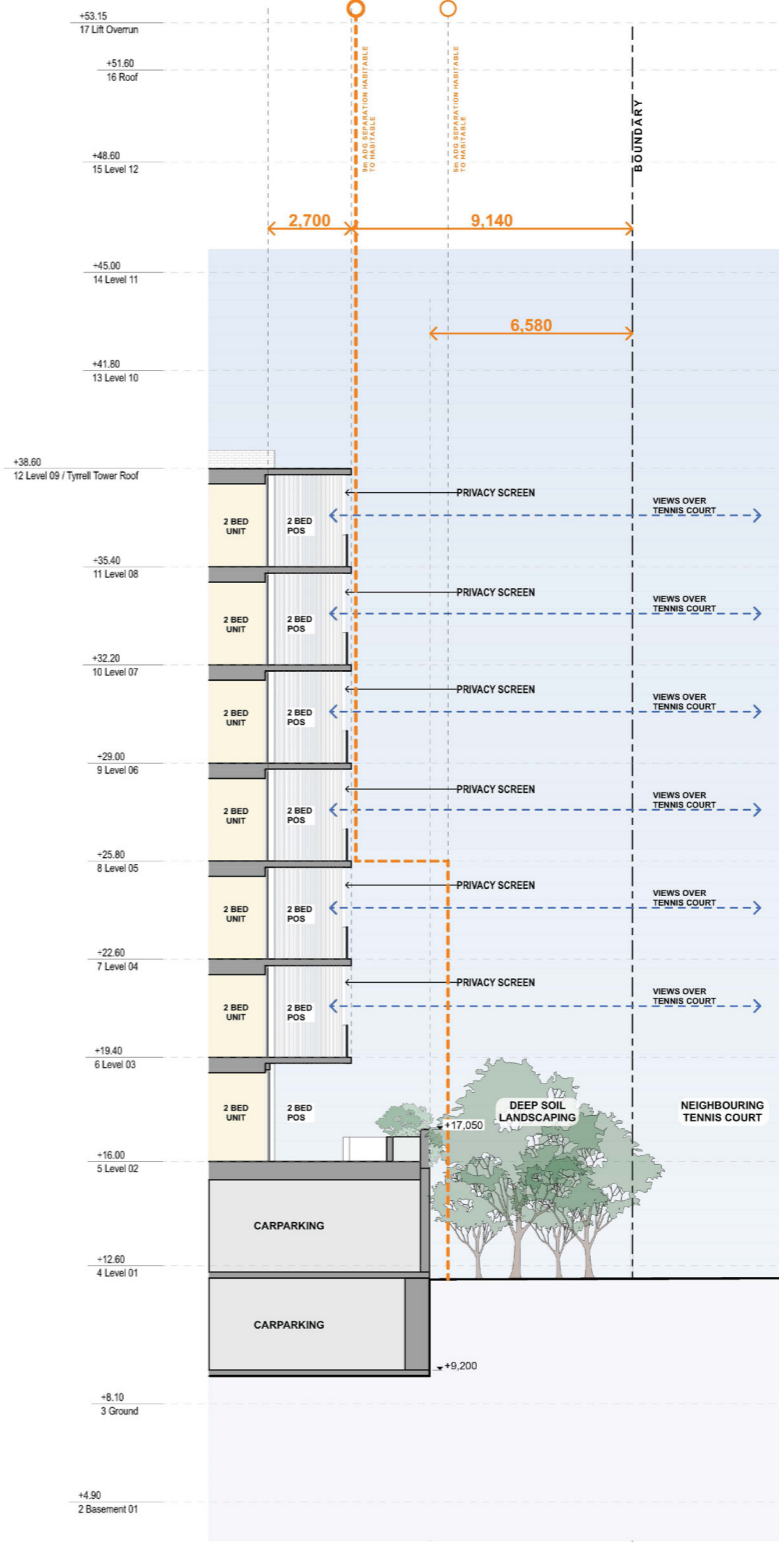 +53.15
17 Lift Overrun
+51.60
16 Roof
9m ADG SEPARATION HABITABLE
TO HABITABLE
BOUNDARY
+48.60
15 Level 12
2,700
9,140
+45.00
14 Level 11
6,580
+41.80
13 Level 10
+38.60
12 Level 09 / Tyrrell Tower Roof
PRIVACY SCREEN
VIEWS OVER
TENNIS COURT
2 BED
UNIT
2 BED
POS
+35.40
11 Level 08
PRIVACY SCREEN
VIEWS OVER
TENNIS COURT
2 BED
UNIT
2 BED
POS
+32.20
10 Level 07
PRIVACY SCREEN
VIEWS OVER
TENNIS COURT
2 BED
UNIT
2 BED
POS
+29.00
9 Level 06
PRIVACY SCREEN
VIEWS OVER
TENNIS COURT
2 BED
UNIT
2 BED
POS
+25.80
8 Level 05
PRIVACY SCREEN
VIEWS OVER
TENNIS COURT
2 BED
UNIT
2 BED
POS
+22.60
7 Level 04
PRIVACY SCREEN
VIEWS OVER
TENNIS COURT
2 BED
UNIT
2 BED
POS
+19.40
6 Level 03
2 BED
UNIT
2 BED
POS
DEEP SOIL
LANDSCAPING
NEIGHBOURING
TENNIS COURT
+17,050
+16.00
5 Level 02
CARPARKING
+12.60
4 Level 01
CARPARKING
+9,200
+8.10
3 Ground
+4.90
2 Basement 01